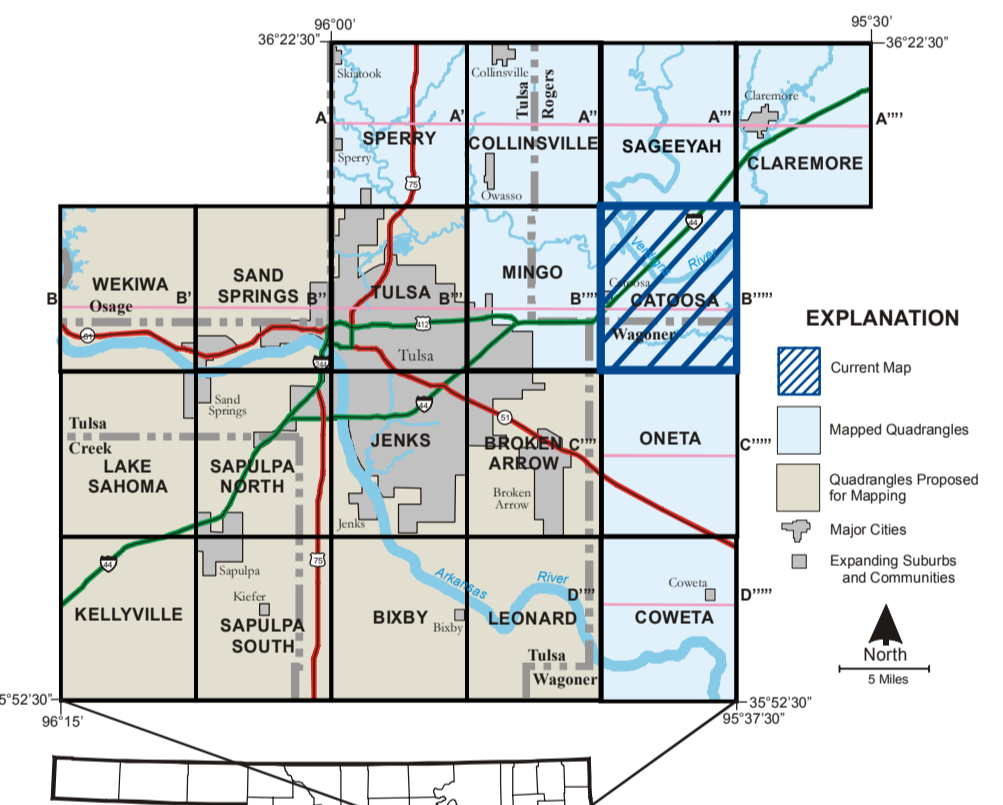 96°00'
95°30'
36°22'30"
36°22'30"
Skiatook
Collinsville
Tulsa
Rogers
Claremore
A
A'
A''
A'''
A''''
SPERRY
COLLINSVILLE
SAGEEYAH
CLAREMORE
Sperry
75
Owasso
44
WEKIWA
SAND
SPRINGS
TULSA
MINGO
Verdigris
River
Catoosa
CATOOSA
B
B'
B''
B'''
B''''
B'''''
Osage
Wagoner
51
412
Tulsa
244
EXPLANATION
Current Map
Mapped Quadrangles
Quadrangles Proposed
for Mapping
Major Cities
Expanding Suburbs
and Communities
North
5 Miles
Sand
Springs
44
51
Tulsa
Creek
LAKE
SAHOMA
SAPULPA
NORTH
JENKS
BROKEN
ARROW
C''''
ONETA
C'''''
Broken
Arrow
Jenks
44
Sapulpa
75
Kiefer
KELLYVILLE
SAPULPA
SOUTH
BIXBY
Bixby
Arkansas
River
LEONARD
D''''
Coweta
COWETA
D'''''
Tulsa
Wagoner
5°52'30"
35°52'30"
96°15'
95°37'30"